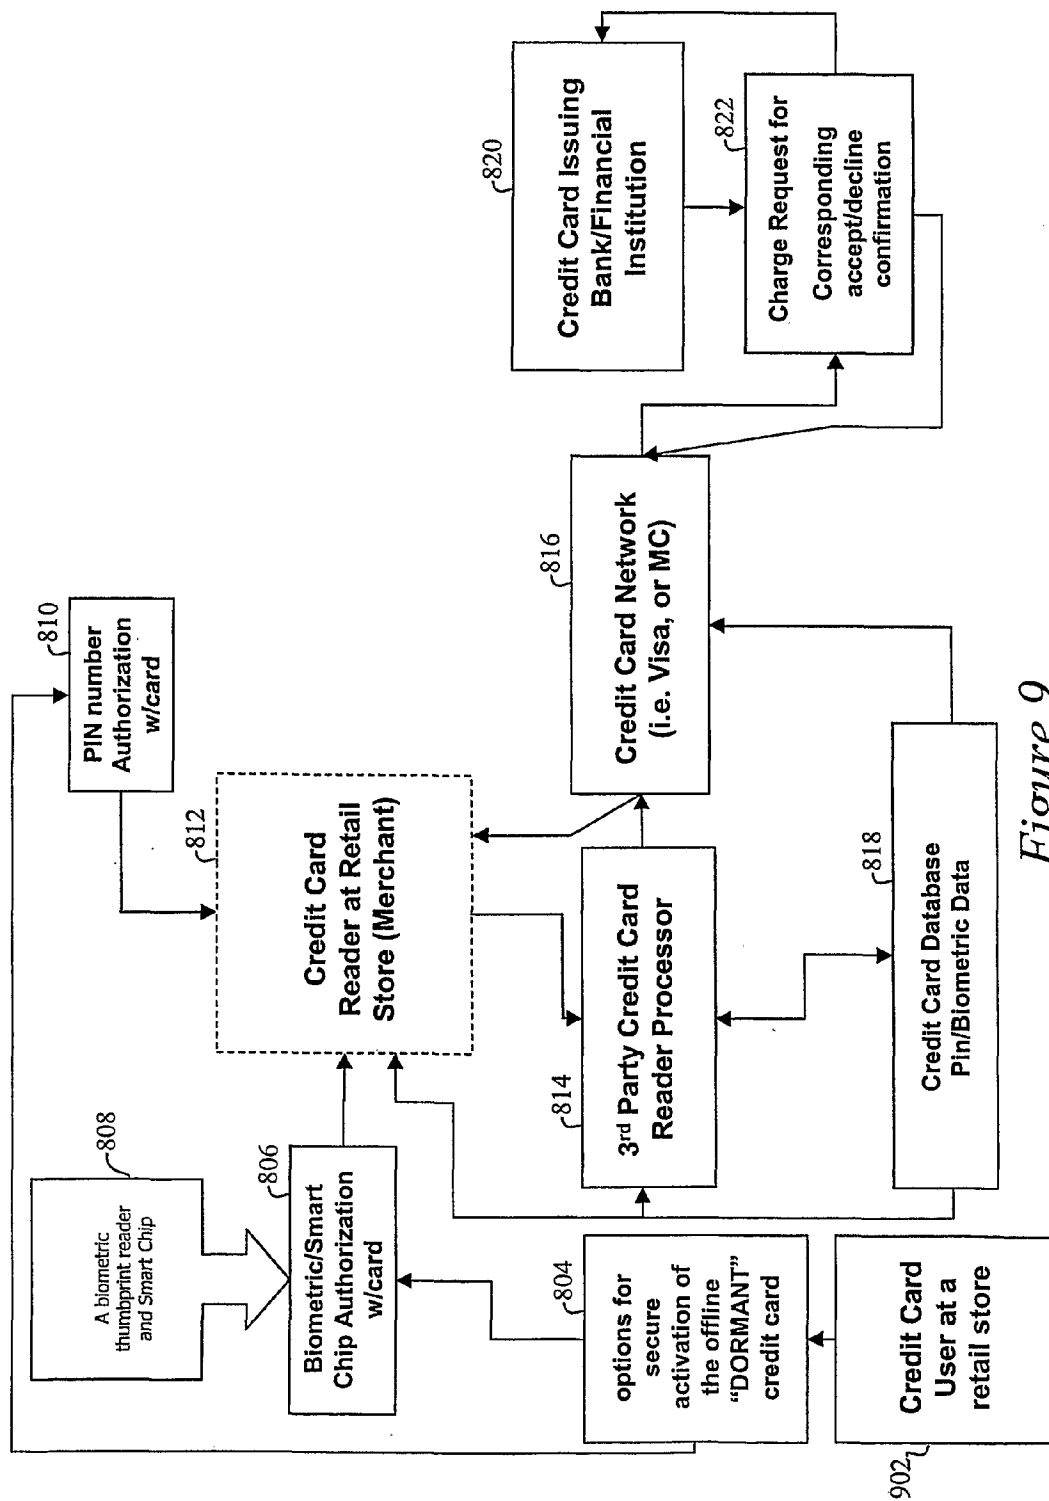 A biometric
thumbprint reader
and Smart Chip
808
Biometric/Smart
Chip Authorization
w/card
806
options for
secure
activation of
the offline
“DORMANT”
credit card
804
Credit Card
User at a
retail store
902
PIN number
Authorization
w/card
810
Credit Card
Reader at Retail
Store (Merchant)
812
3rd Party Credit Card
Reader Processor
814
Credit Card Database
Pin/Biometric Data
818
Credit Card Network
(i.e. Visa, or MC)
816
Credit Card Issuing
Bank/Financial
Institution
820
Charge Request for
Corresponding
accept/decline
confirmation
822
Figure 9